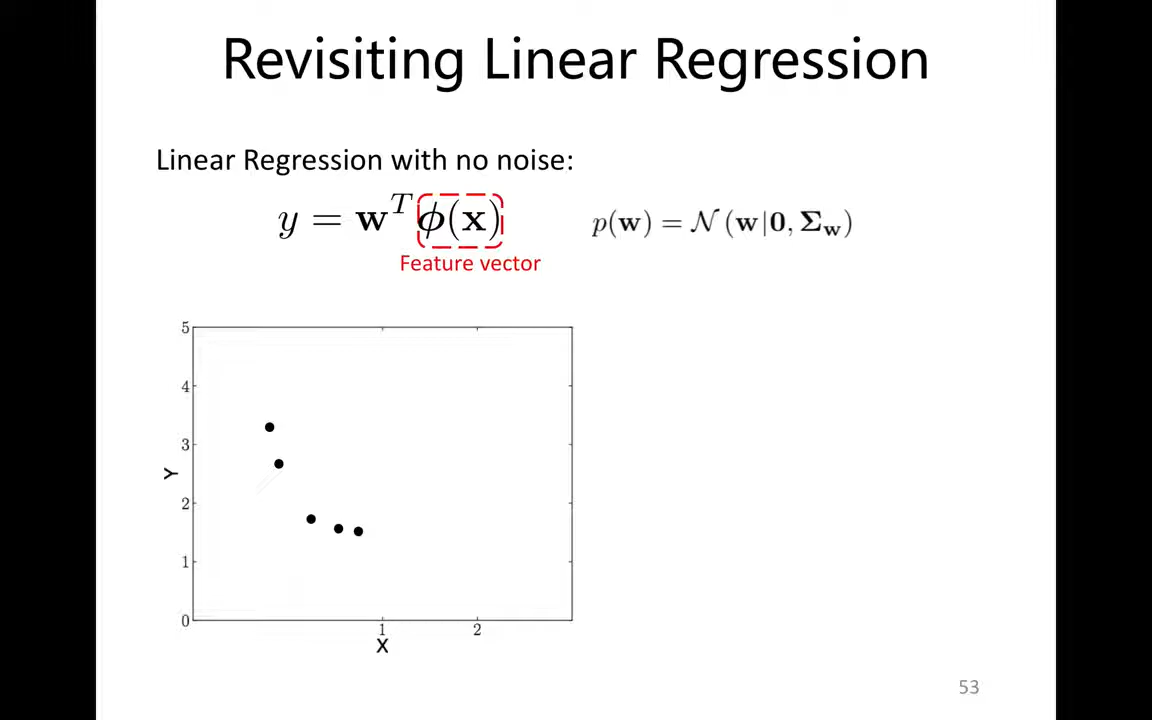 Revisiting Linear Regression
Linear Regression with no noise:
y = w^T ϕ(x)
p(w) = 𝒩 (w|0, Σ_w)
Feature vector
5
4
3
2
1
0
Y
1 2
X
53